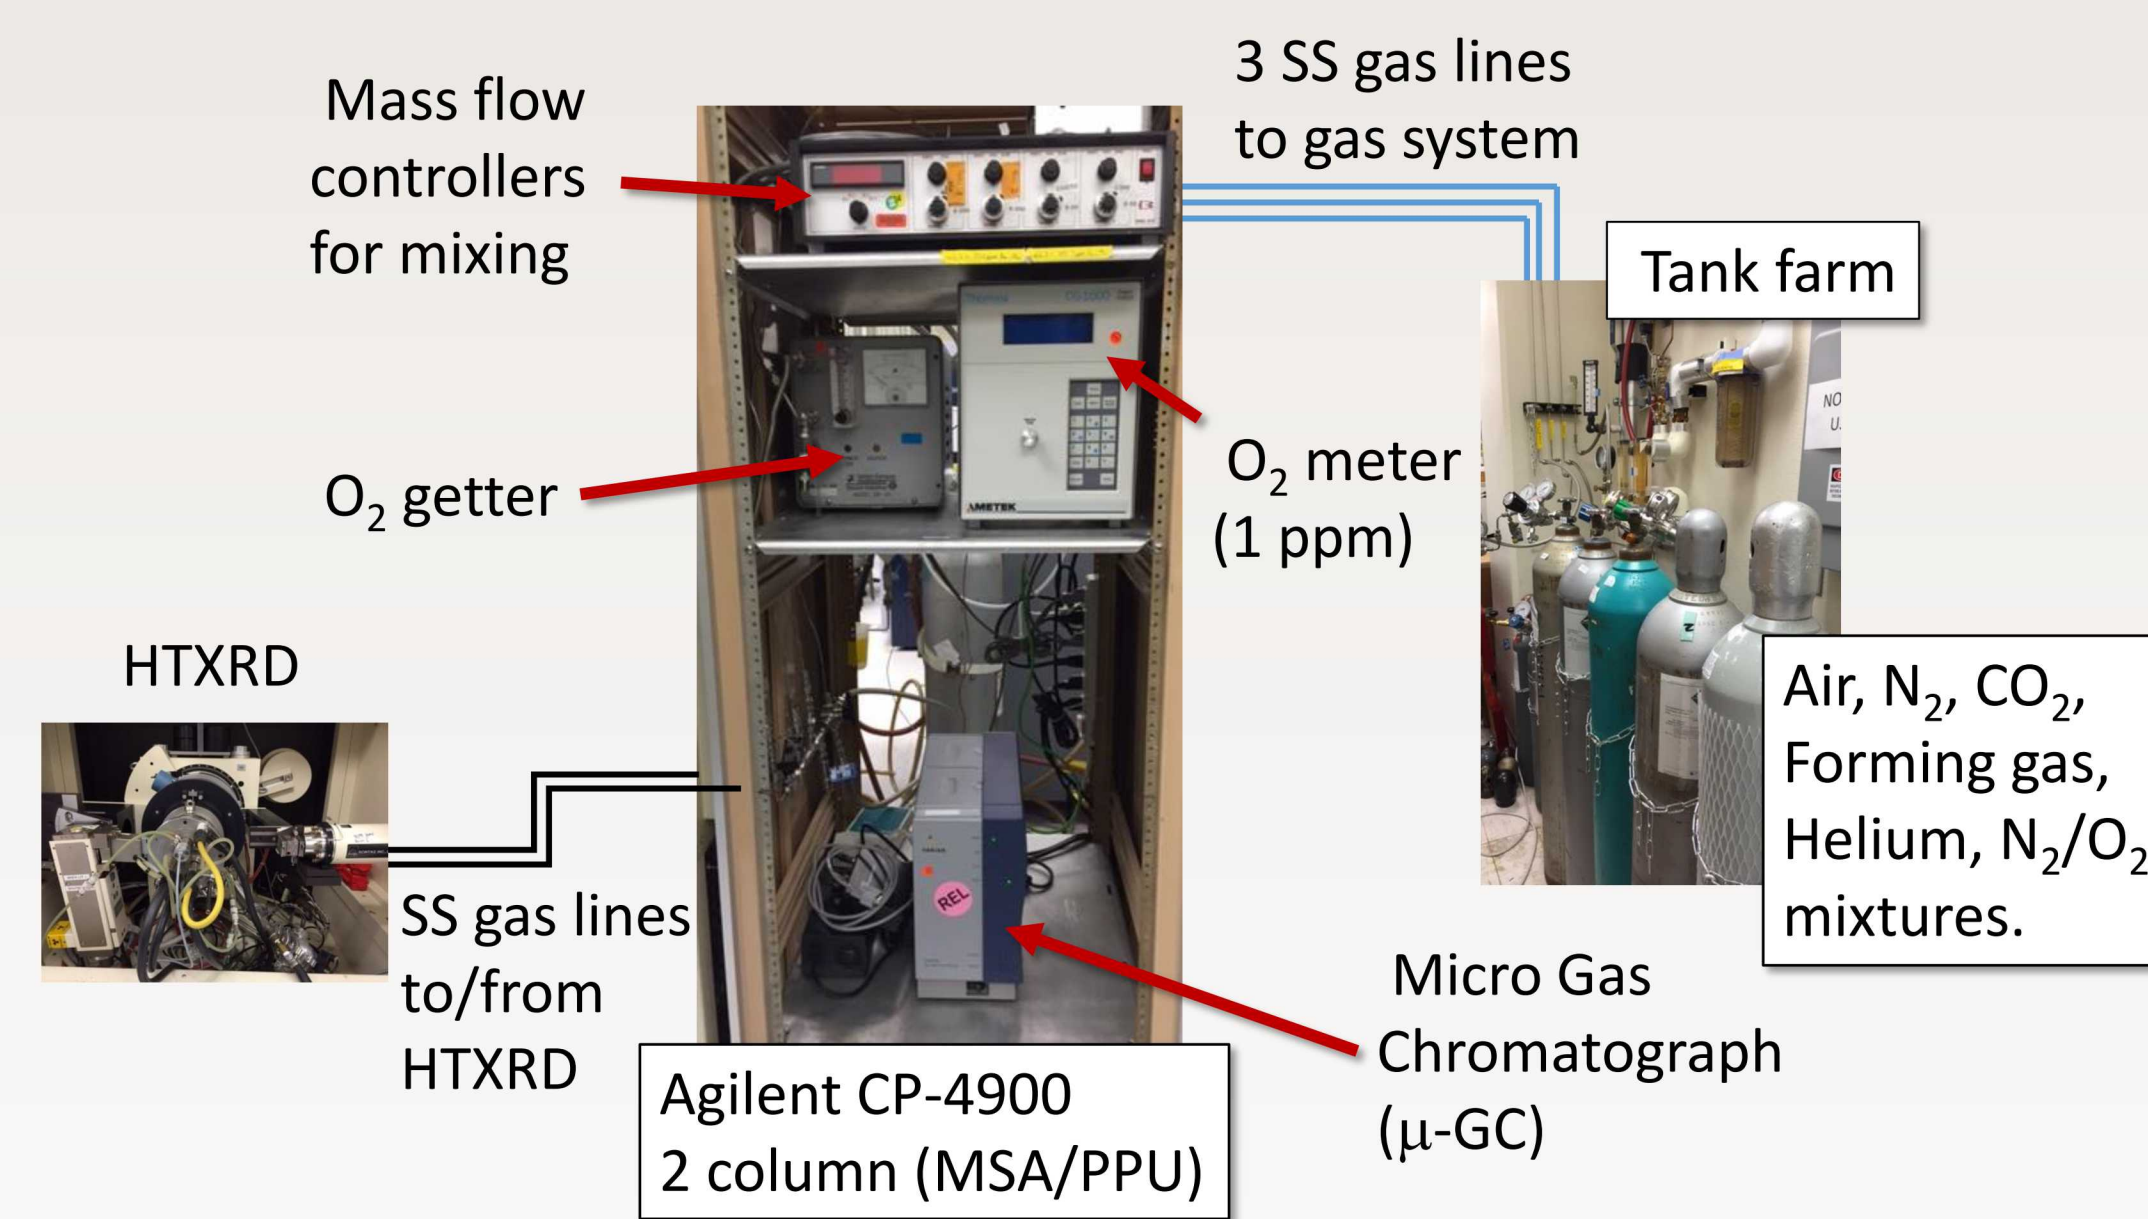 Mass flow
controllers
for mixing
3 SS gas lines
to gas system
Tank farm
O₂ getter
O₂ meter
(1 ppm)
AMETEK
HTXRD
SS gas lines
to/from
HTXRD
REL
Air, N₂, CO₂,
Forming gas,
Helium, N₂/O₂
mixtures.
Micro Gas
Chromatograph
(μ-GC)
Agilent CP-4900
2 column (MSA/PPU)